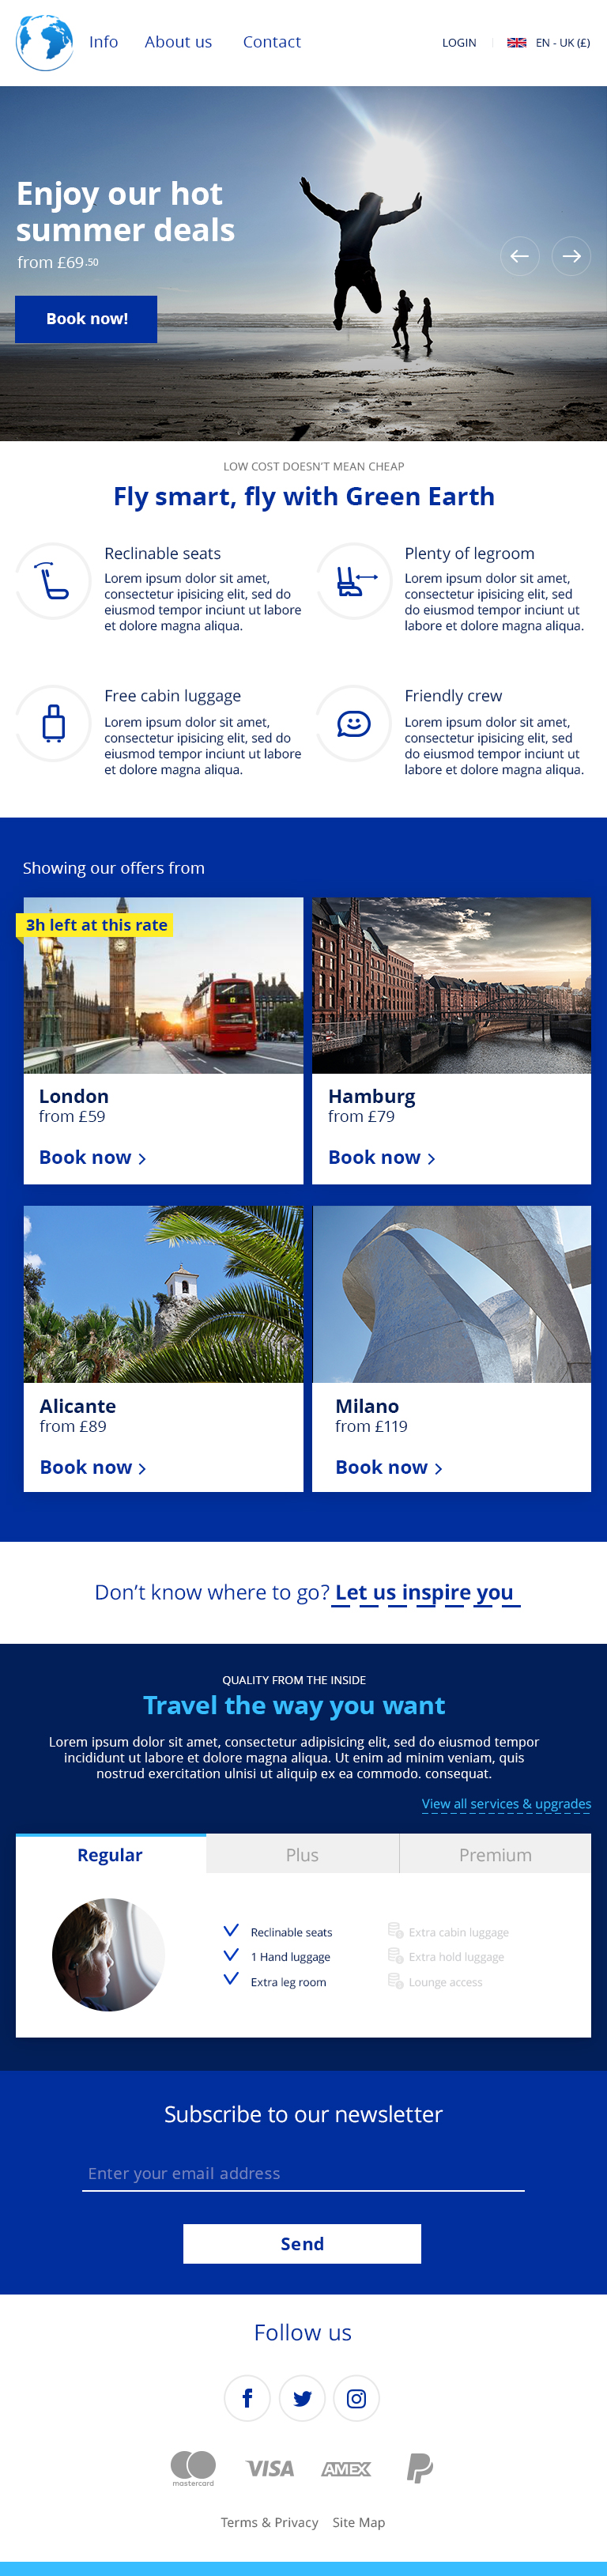 Info
About us
Contact
LOGIN
EN - UK (£)
Enjoy our hot
summer deals
from £69.50
Book now!
LOW COST DOESN'T MEAN CHEAP
Fly smart, fly with Green Earth
Reclinable seats
Lorem ipsum dolor sit amet,
consectetur ipisicing elit, sed do
eiusmod tempor inciunt ut labore
et dolore magna aliqua.
Plenty of legroom
Lorem ipsum dolor sit amet,
consectetur ipisicing elit, sed
do eiusmod tempor inciunt ut
labore et dolore magna aliqua.
Free cabin luggage
Lorem ipsum dolor sit amet,
consectetur ipisicing elit, sed do
eiusmod tempor inciunt ut labore
et dolore magna aliqua.
Friendly crew
Lorem ipsum dolor sit amet,
consectetur ipisicing elit, sed
do eiusmod tempor inciunt ut
labore et dolore magna aliqua.
Showing our offers from
3h left at this rate
London
from £59
Book now
Hamburg
from £79
Book now
Alicante
from £89
Book now
Milano
from £119
Book now
Don't know where to go? Let us inspire you
QUALITY FROM THE INSIDE
Travel the way you want
Lorem ipsum dolor sit amet, consectetur adipisicing elit, sed do eiusmod tempor
incididunt ut labore et dolore magna aliqua. Ut enim ad minim veniam, quis
nostrud exercitation ulnisi ut aliquip ex ea commodo. consequat.
View all services & upgrades
Regular
Plus
Premium
Reclinable seats
1 Hand luggage
Extra leg room
Extra cabin luggage
Extra hold luggage
Lounge access
Subscribe to our newsletter
Enter your email address
Send
Follow us
mastercard
VISA
AMEX
Terms & Privacy
Site Map